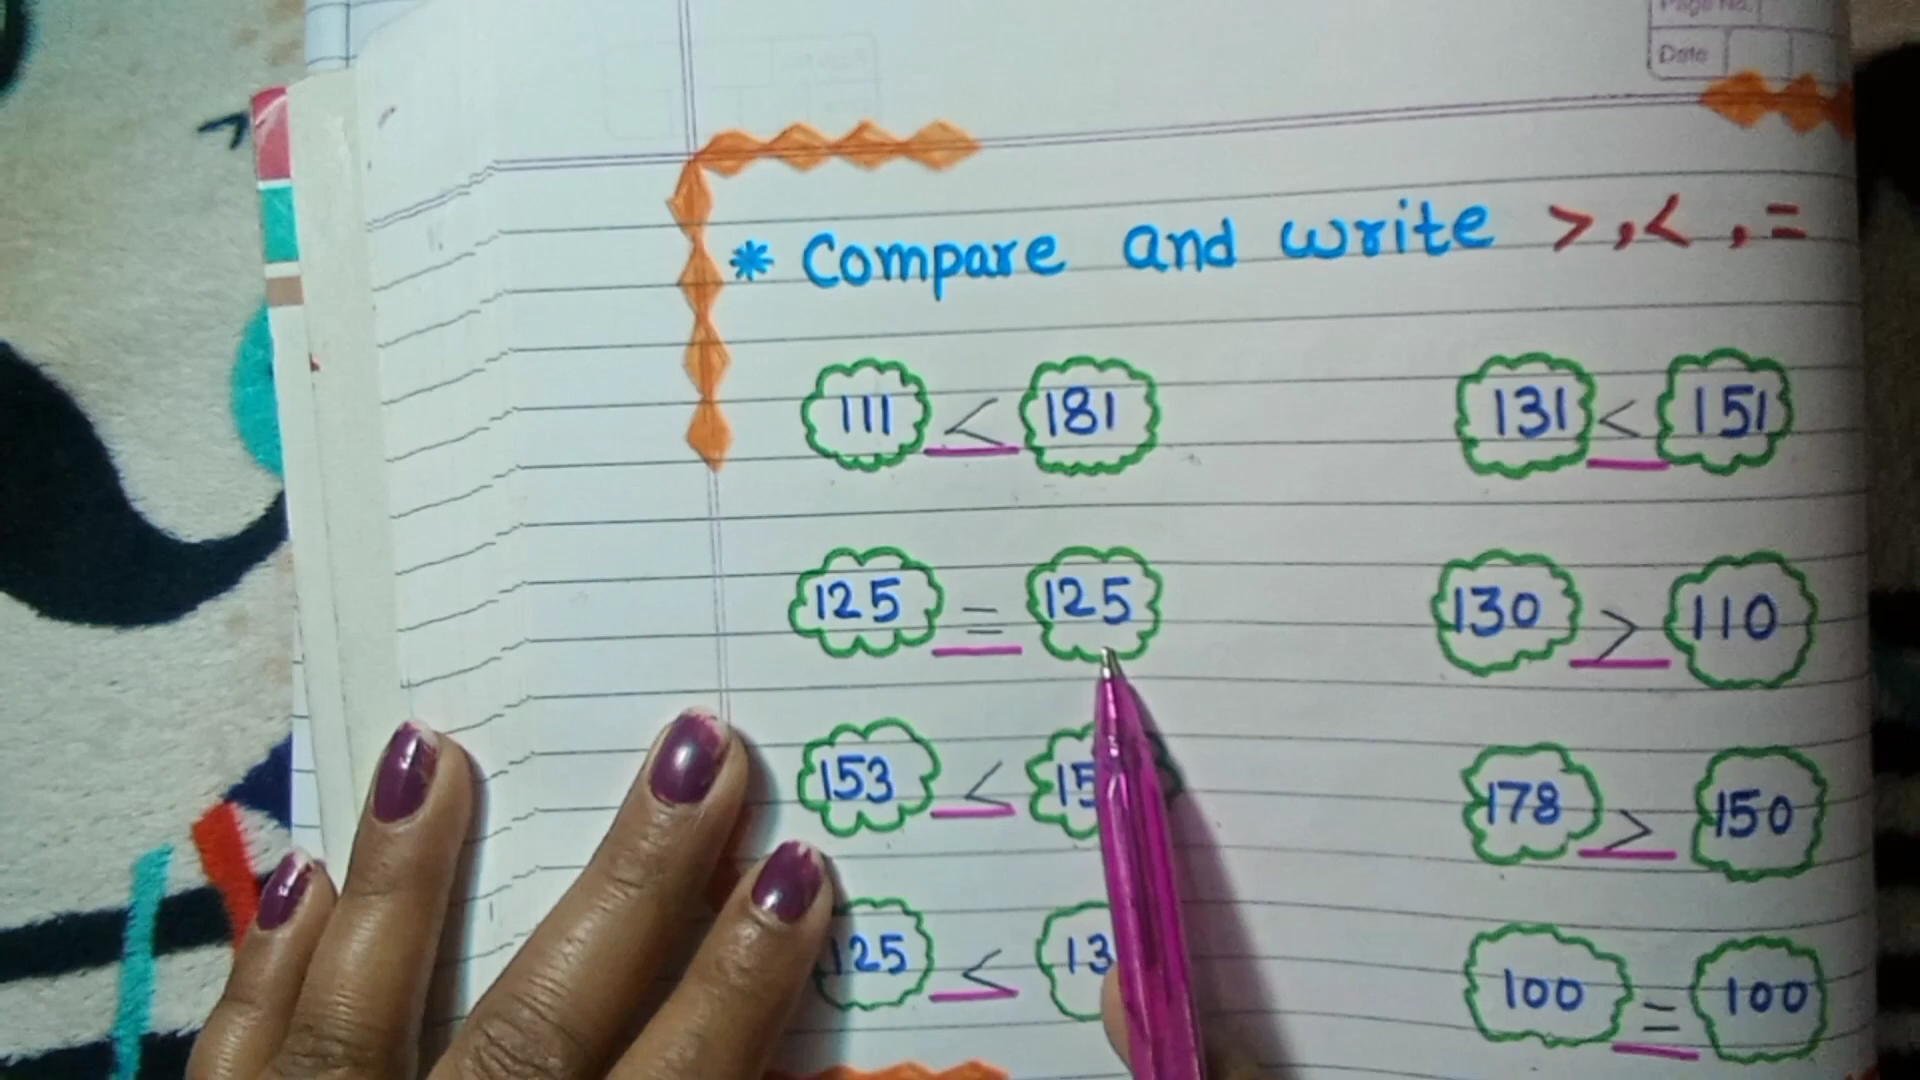 Page No.
Date
* Compare and write >, <, =
111 < 181 131 < 151
125 = 125 130 > 110
153 < 178 > 150
125 < 100 = 100